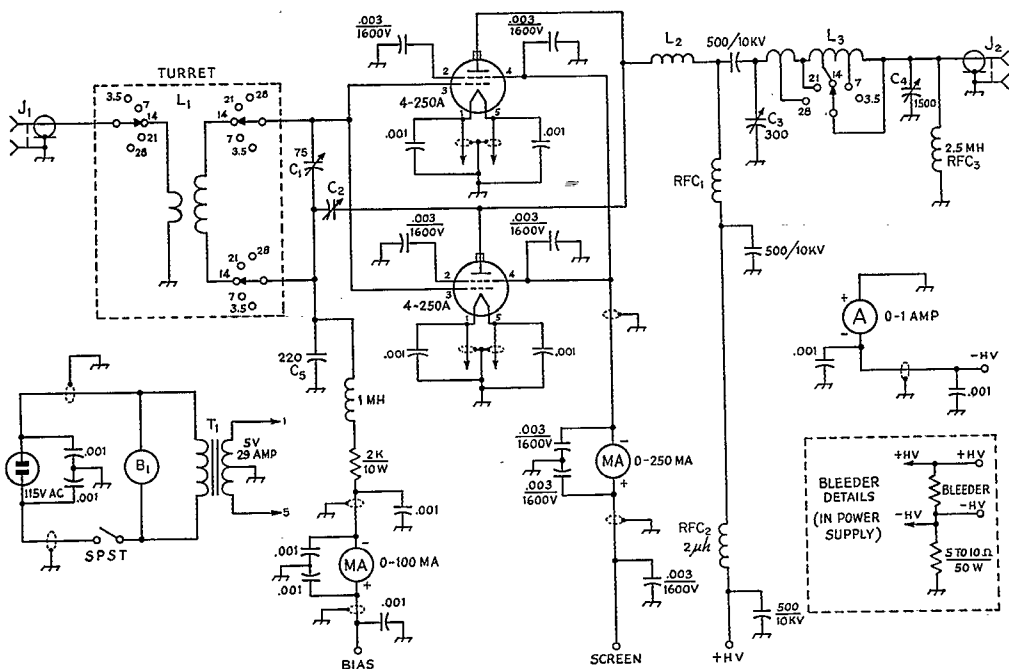 TURRET
L1
J1
3.5
7
14
21
28
21
28
14
7
3.5
21
28
14
7
3.5
75
C1
C2
220
C5
1 MH
2K
10W
.001
.001
.001
MA
0-100 MA
-
+
.001
BIAS
.003
1600V
.003
1600V
2
3
4
4-250A
1
5
.001
.001
.003
1600V
.003
1600V
2
3
4
4-250A
1
5
.001
.001
.003
1600V
.003
1600V
MA
0-250 MA
-
+
.003
1600V
SCREEN
L2
500/10KV
L3
J2
21
14
7
28
3.5
C3
300
C4
1500
2.5 MH
RFC3
RFC1
500/10KV
RFC2
2µh
500
10KV
+HV
+
A
0-1 AMP
-
.001
-HV
.001
115V AC
.001
.001
B1
T1
5V
29 AMP
1
5
SPST
BLEEDER
DETAILS
(IN POWER
SUPPLY)
+HV
+HV
BLEEDER
-HV
-HV
5 TO 10 Ω
50 W